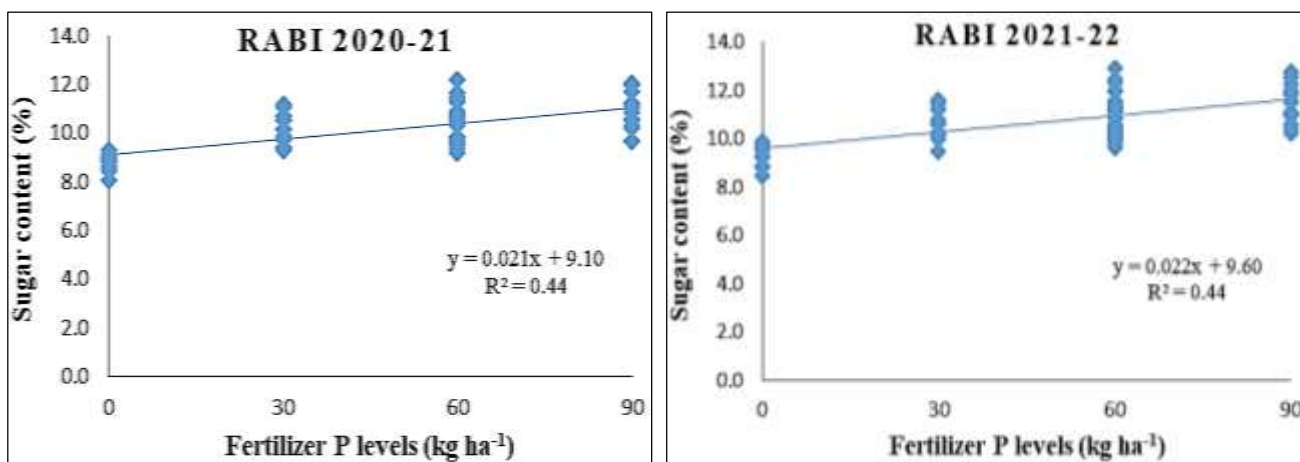 RABI 2020-21
14.0
12.0
10.0
8.0
6.0
4.0
2.0
0.0
Sugar content (%)
y = 0.021x + 9.10
R² = 0.44
0 30 60 90
Fertilizer P levels (kg ha⁻¹)
RABI 2021-22
14.0
12.0
10.0
8.0
6.0
4.0
2.0
0.0
Sugar content (%)
y = 0.022x + 9.60
R² = 0.44
0 30 60 90
Fertilizer P levels (kg ha⁻¹)